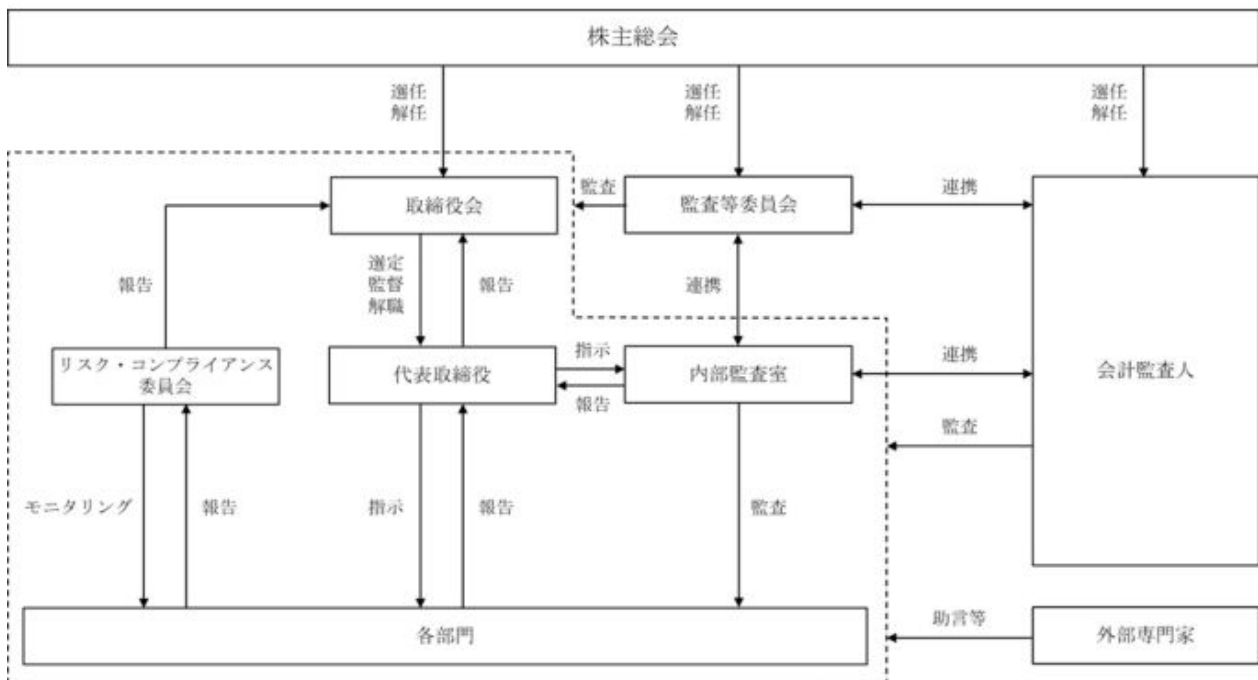 株主総会
選任
解任
選任
解任
選任
解任
取締役会
監査
監査等委員会
連携
会計監査人
報告
選定
監督
解職
報告
連携
リスク・コンプライアンス
委員会
代表取締役
指示
報告
内部監査室
連携
監査
モニタリング
報告
指示
報告
監査
各部門
助言等
外部専門家